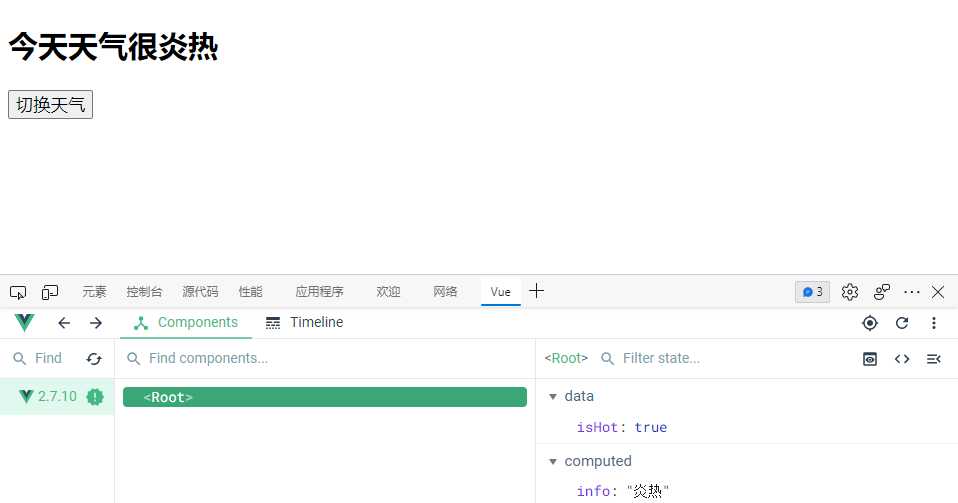 今天天气很炎热
切换天气
元素 控制台 源代码 性能 应用程序 欢迎 网络 Vue 3
Components Timeline
Find Find components... <Root> Filter state...
2.7.10 <Root> data
isHot: true
computed
info: "炎热"